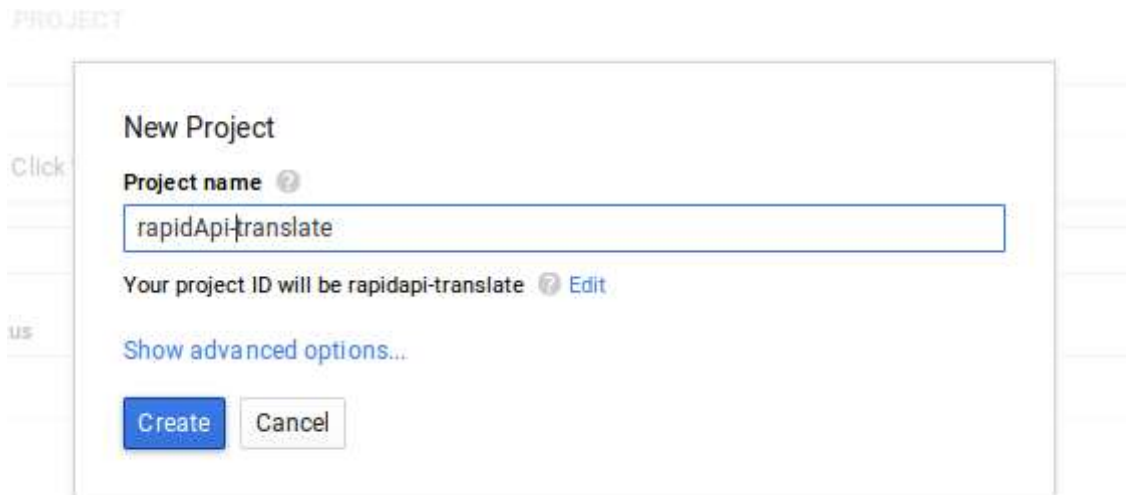 PROJECT
New Project
Click
Project name ?
rapidApi-translate
Your project ID will be rapidapi-translate ? Edit
us
Show advanced options...
Create Cancel